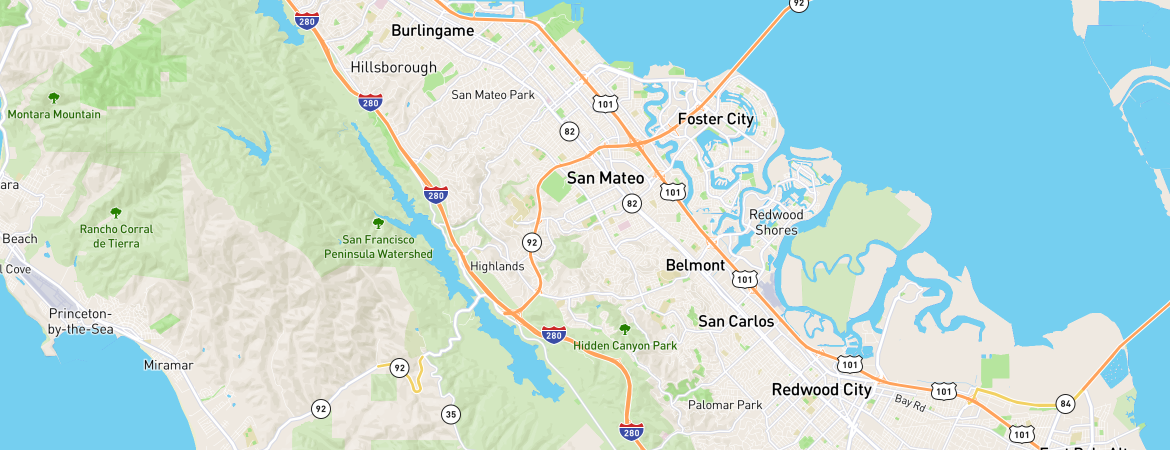 92
280
Burlingame
Hillsborough
280
San Mateo Park
101
Montara Mountain
Foster City
82
San Mateo
ara
280
101
82
Redwood
Shores
Rancho Corral
de Tierra
San Francisco
Peninsula Watershed
Beach
92
l Cove
Highlands
Belmont
101
Princeton-
by-the-Sea
San Carlos
280
Hidden Canyon Park
Miramar
92
101
Redwood City
101
Bay Rd
84
Palomar Park
92
35
280
101